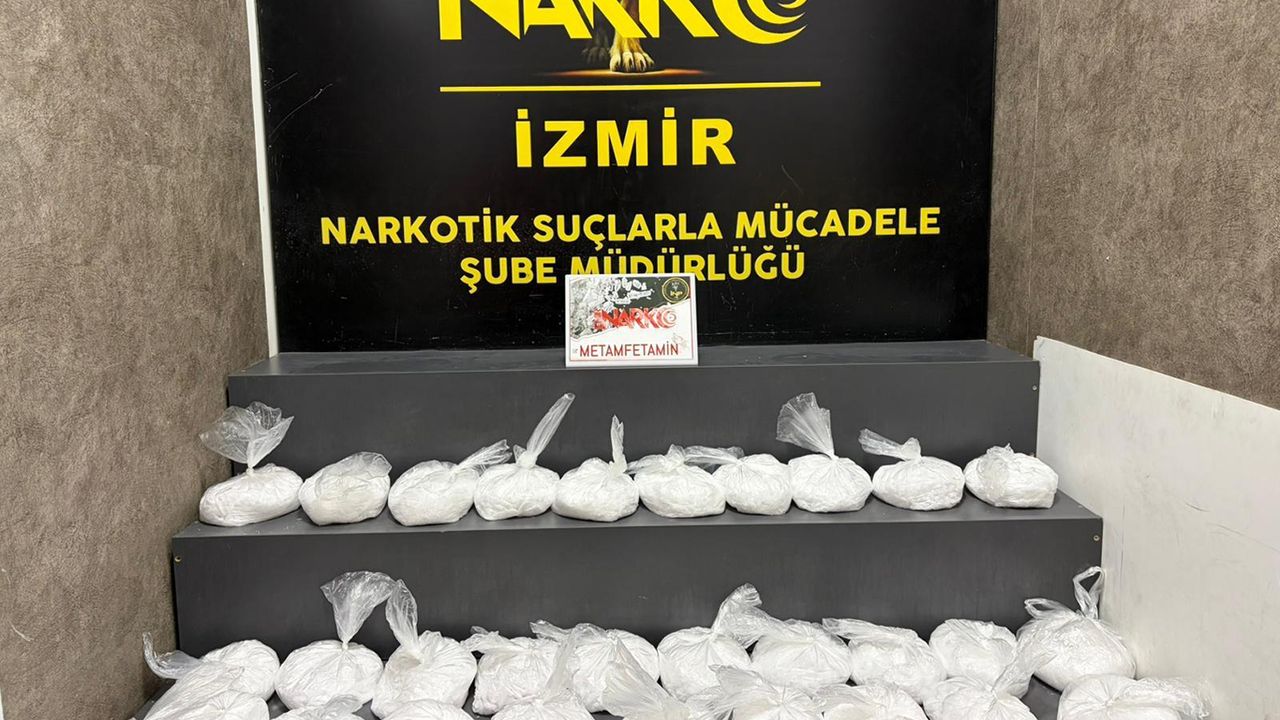 NARKO
İZMİR
NARKOTİK SUÇLARLA MÜCADELE
ŞUBE MÜDÜRLÜĞÜ
NARKO
METAMFETAMİN